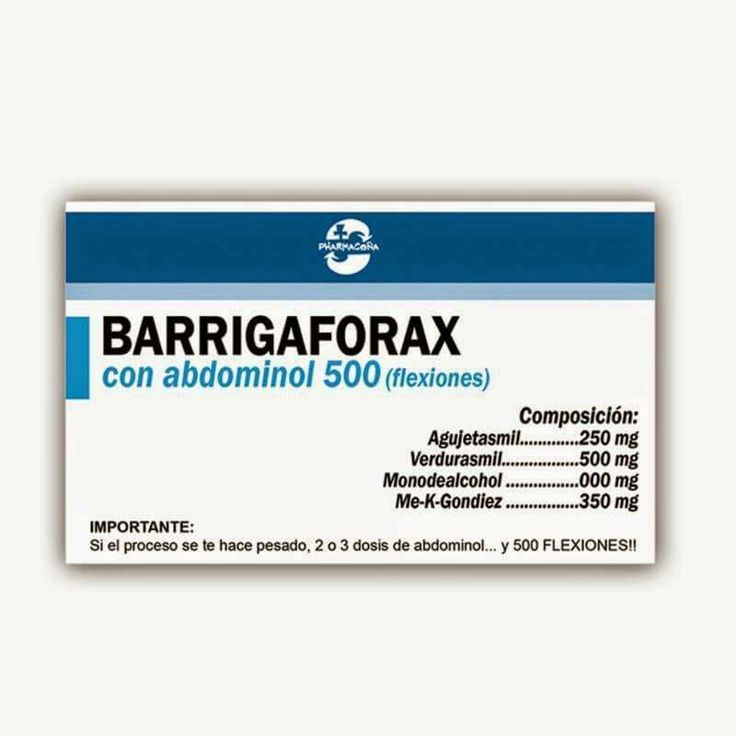 PHARMACOÑA
BARRIGAFORAX
con abdominol 500 (flexiones)
Composición:
Agujetasmil.............250 mg
Verdurasmil.................500 mg
Monodealcohol ................000 mg
Me-K-Gondiez ................350 mg
IMPORTANTE:
Si el proceso se te hace pesado, 2 o 3 dosis de abdominol... y 500 FLEXIONES!!